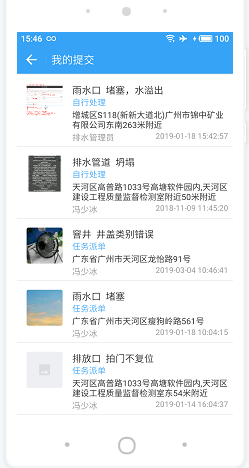 15:46
100
我的提交
雨水口 堵塞，水溢出
自行处理
增城区S118(新新大道北)广州市锦中矿业
有限公司东南263米附近
排水管理员 2019-01-18 15:42:57
排水管道 坍塌
自行处理
天河区高普路1033号高塘软件园内,天河区
建设工程质量监督检测室附近50米附近
冯少冰 2018-11-09 11:45:20
窨井 井盖类别错误
任务派单
广东省广州市天河区龙怡路91号
冯少冰 2019-03-04 10:46:41
雨水口 堵塞
任务派单
广东省广州市天河区瘦狗岭路561号
冯少冰 2019-01-18 10:04:15
排放口 拍门不复位
任务派单
天河区高普路1033号高塘软件园内,天河区
建设工程质量监督检测室东54米附近
冯少冰 2019-01-14 16:04:37